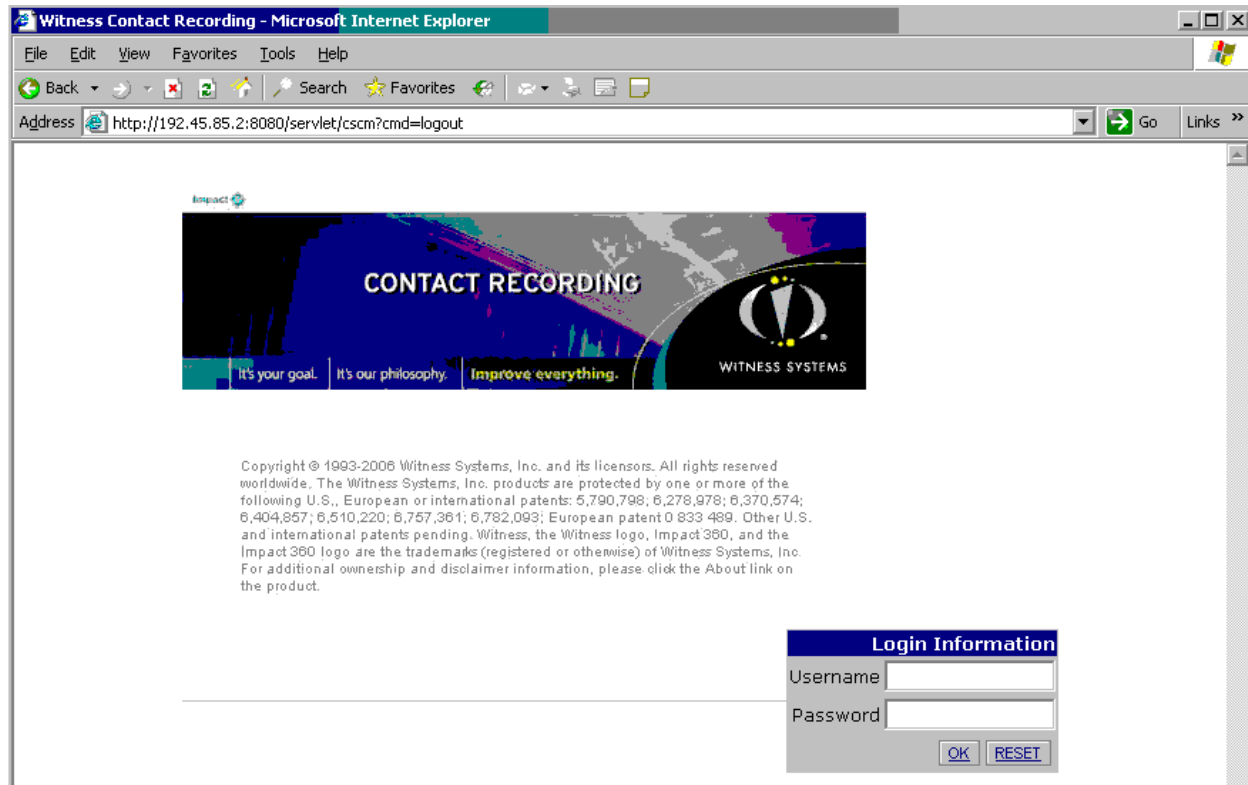 Witness Contact Recording - Microsoft Internet Explorer
File Edit View Favorites Tools Help
Back Search Favorites
Address http://192.45.85.2:8080/servlet/cscm?cmd=logout Go Links »
Impact
CONTACT RECORDING
It's your goal. It's our philosophy. Improve everything.
WITNESS SYSTEMS
Copyright © 1993-2006 Witness Systems, Inc. and its licensors. All rights reserved
worldwide. The Witness Systems, Inc. products are protected by one or more of the
following U.S., European or international patents: 5,790,798; 6,278,978; 6,370,574;
6,404,857; 6,510,220; 6,757,361; 6,782,093; European patent 0 833 489. Other U.S.
and international patents pending. Witness, the Witness logo, Impact 360, and the
Impact 360 logo are the trademarks (registered or otherwise) of Witness Systems, Inc.
For additional ownership and disclaimer information, please click the About link on
the product.
Login Information
Username
Password
OK RESET